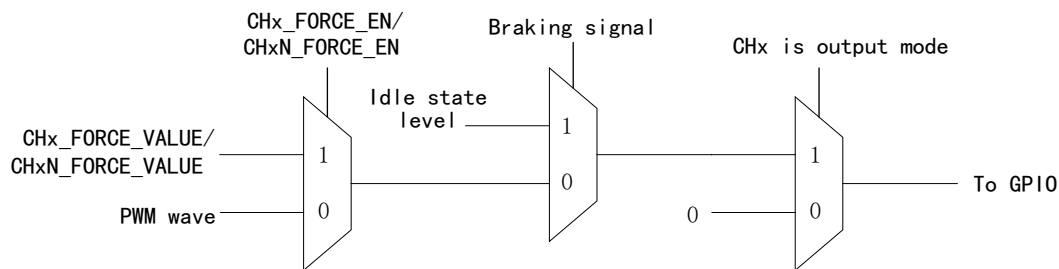 CHx_FORCE_EN/
CHxN_FORCE_EN
Braking signal
CHx is output mode
Idle state
level
CHx_FORCE_VALUE/
CHxN_FORCE_VALUE
1
1
1
PWM wave
0
0
0
0
To GPIO